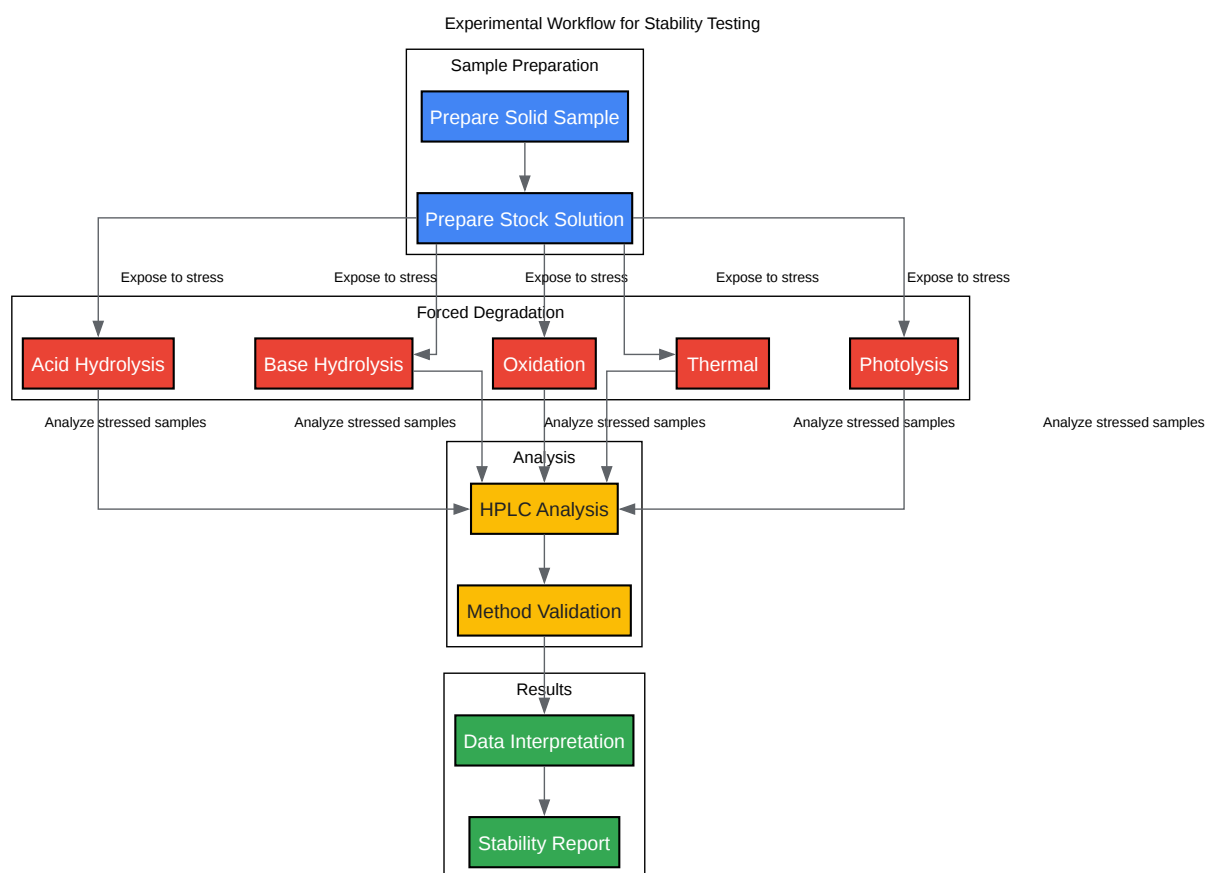 Experimental Workflow for Stability Testing
Sample Preparation
Prepare Solid Sample
Prepare Stock Solution
Expose to stress
Expose to stress
Expose to stress
Expose to stress
Expose to stress
Forced Degradation
Acid Hydrolysis
Base Hydrolysis
Oxidation
Thermal
Photolysis
Analyze stressed samples
Analyze stressed samples
Analyze stressed samples
Analyze stressed samples
Analyze stressed samples
Analysis
HPLC Analysis
Method Validation
Results
Data Interpretation
Stability Report